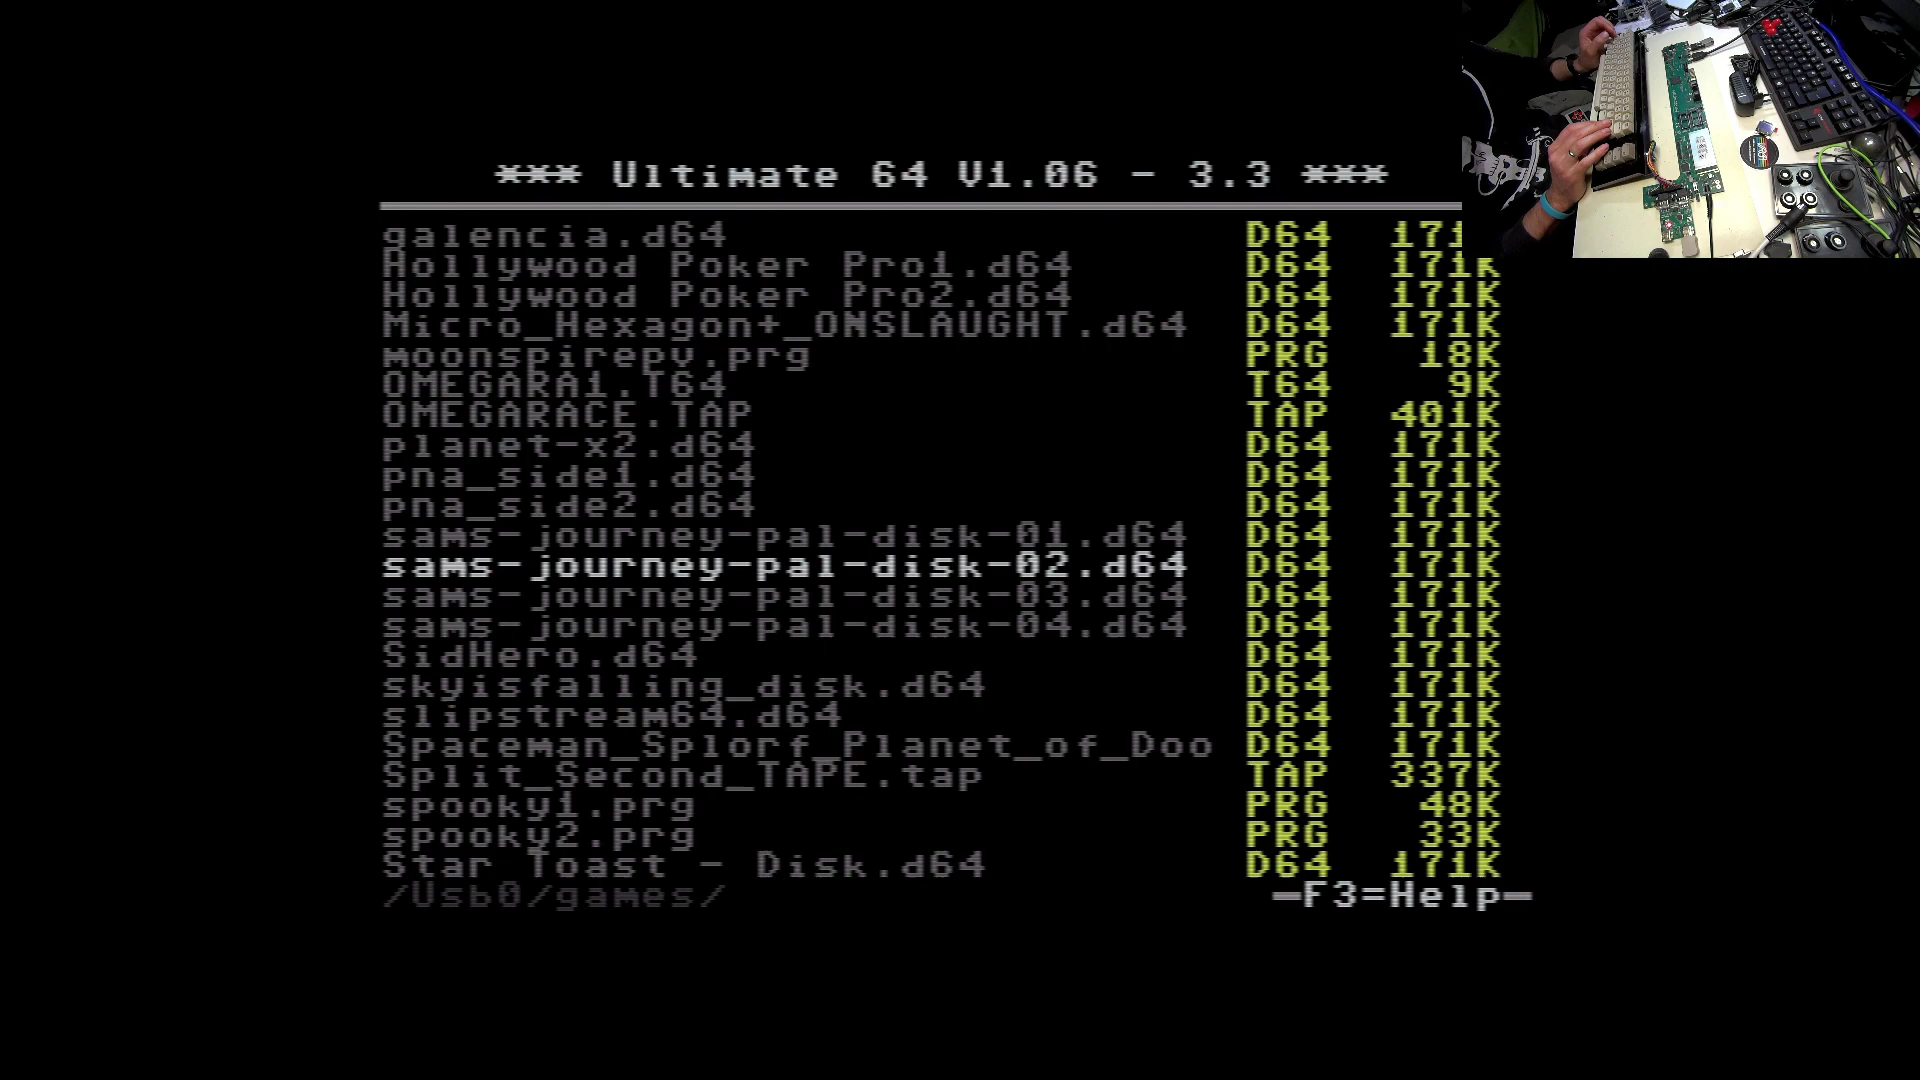 *** Ultimate 64 V1.06 - 3.3 ***
galencia.d64 D64 171
Hollywood Poker Pro1.d64 D64 171K
Hollywood Poker Pro2.d64 D64 171K
Micro_Hexagon+_ONSLAUGHT.d64 D64 171K
moonspirepv.prg PRG 18K
OMEGARA1.T64 T64 9K
OMEGARACE.TAP TAP 401K
planet-x2.d64 D64 171K
pna_side1.d64 D64 171K
pna_side2.d64 D64 171K
sams-journey-pal-disk-01.d64 D64 171K
sams-journey-pal-disk-02.d64 D64 171K
sams-journey-pal-disk-03.d64 D64 171K
sams-journey-pal-disk-04.d64 D64 171K
SidHero.d64 D64 171K
skyisfalling_disk.d64 D64 171K
slipstream64.d64 D64 171K
Spaceman_Splorf_Planet_of_Doo D64 171K
Split_Second_TAPE.tap TAP 337K
spooky1.prg PRG 48K
spooky2.prg PRG 33K
Star Toast - Disk.d64 D64 171K
/Usb0/games/ —F3=Help—